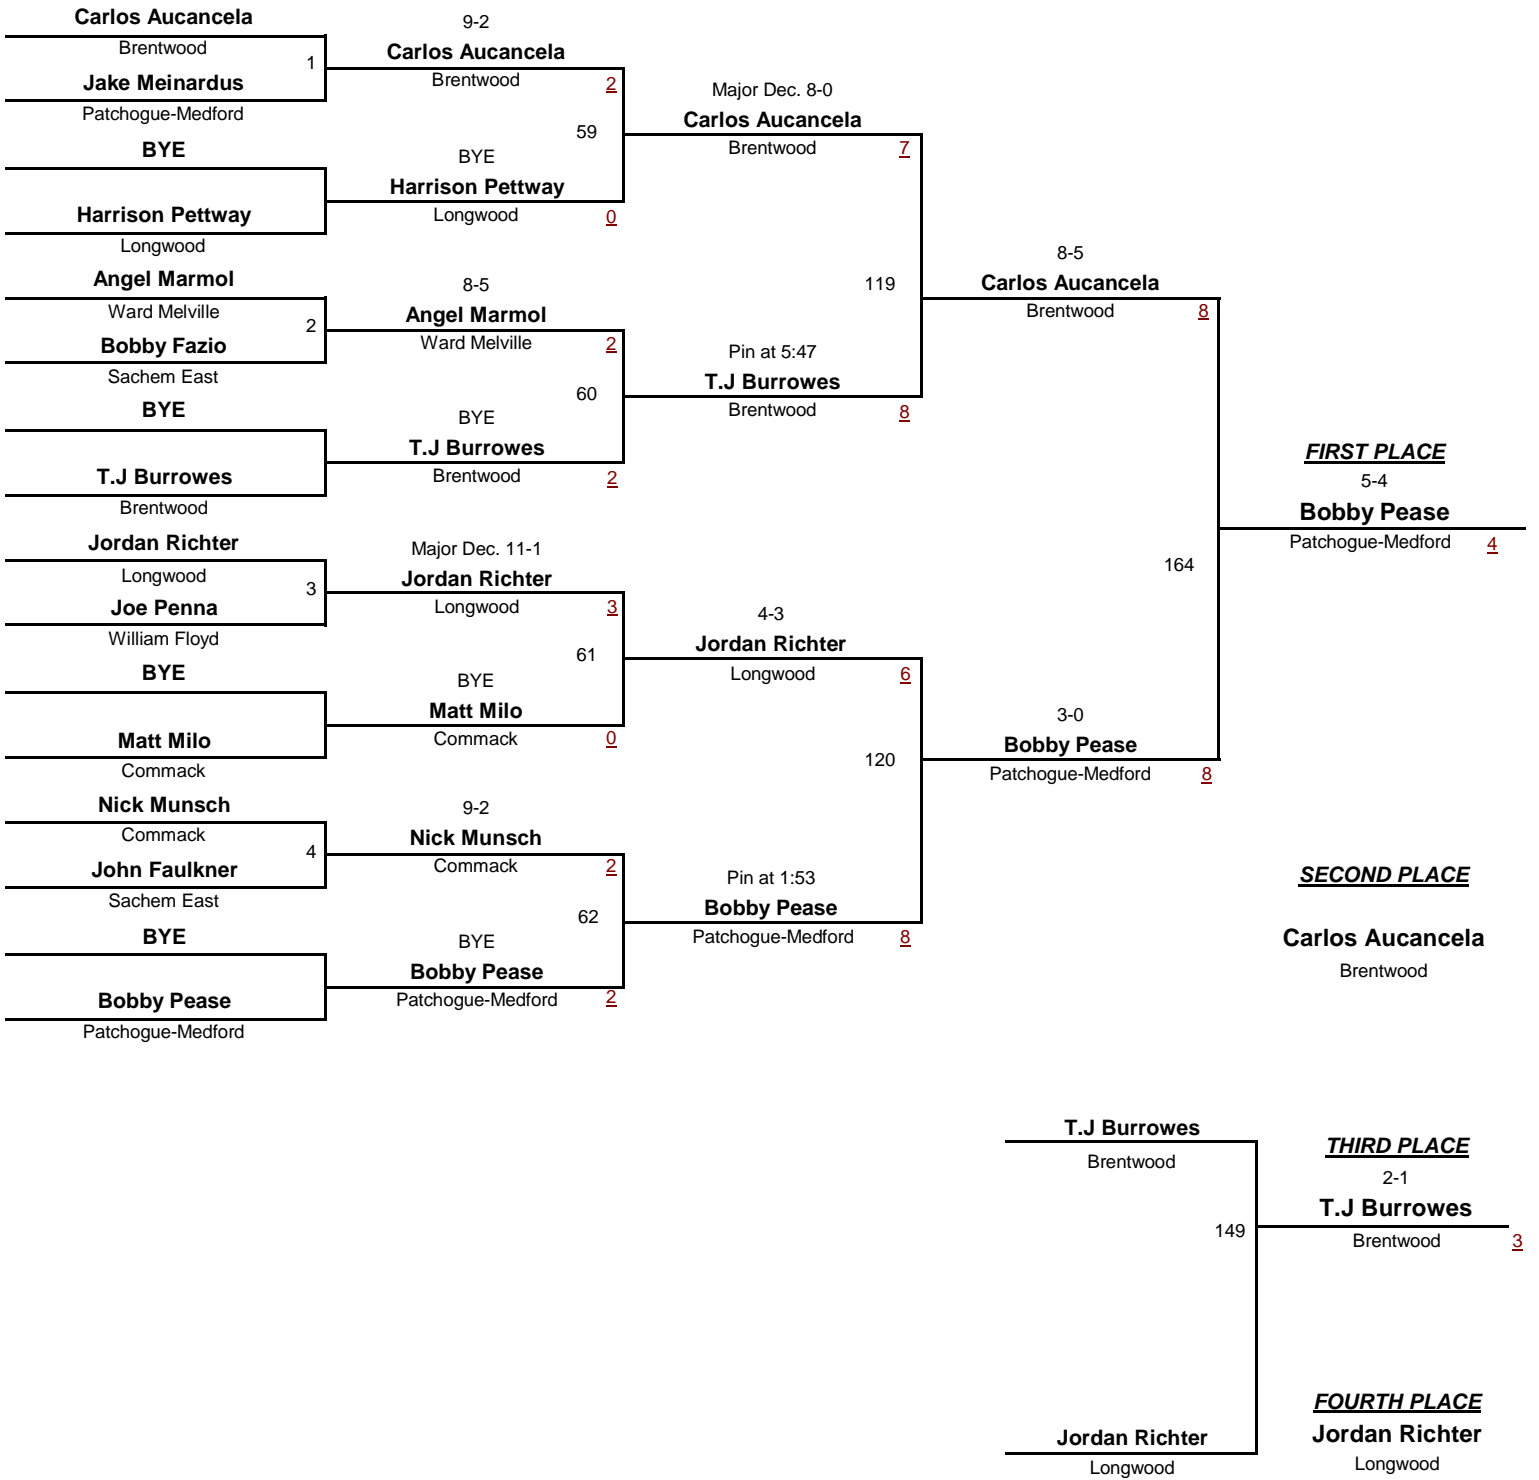 Carlos Aucancela
Brentwood
1
Jake Meinardus
Patchogue-Medford
BYE
Harrison Pettway
Longwood
Angel Marmol
Ward Melville
2
Bobby Fazio
Sachem East
BYE
T.J Burrowes
Brentwood
Jordan Richter
Longwood
3
Joe Penna
William Floyd
BYE
Matt Milo
Commack
Nick Munsch
Commack
4
John Faulkner
Sachem East
BYE
Bobby Pease
Patchogue-Medford
9-2
Carlos Aucancela
Brentwood 2
59
BYE
Harrison Pettway
Longwood 0
8-5
Angel Marmol
Ward Melville 2
60
BYE
T.J Burrowes
Brentwood 2
Major Dec. 11-1
Jordan Richter
Longwood 3
61
BYE
Matt Milo
Commack 0
9-2
Nick Munsch
Commack 2
62
BYE
Bobby Pease
Patchogue-Medford 2
Major Dec. 8-0
Carlos Aucancela
Brentwood 7
119
Pin at 5:47
T.J Burrowes
Brentwood 8
4-3
Jordan Richter
Longwood 6
120
Pin at 1:53
Bobby Pease
Patchogue-Medford 8
8-5
Carlos Aucancela
Brentwood 8
164
3-0
Bobby Pease
Patchogue-Medford 8
FIRST PLACE
5-4
Bobby Pease
Patchogue-Medford 4
SECOND PLACE
Carlos Aucancela
Brentwood
T.J Burrowes
Brentwood
149
Jordan Richter
Longwood
THIRD PLACE
2-1
T.J Burrowes
Brentwood 3
FOURTH PLACE
Jordan Richter
Longwood